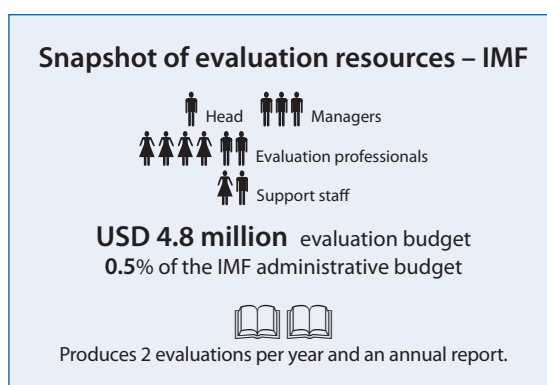 Snapshot of evaluation resources – IMF
Head Managers
Evaluation professionals
Support staff
USD 4.8 million evaluation budget
0.5% of the IMF administrative budget
Produces 2 evaluations per year and an annual report.